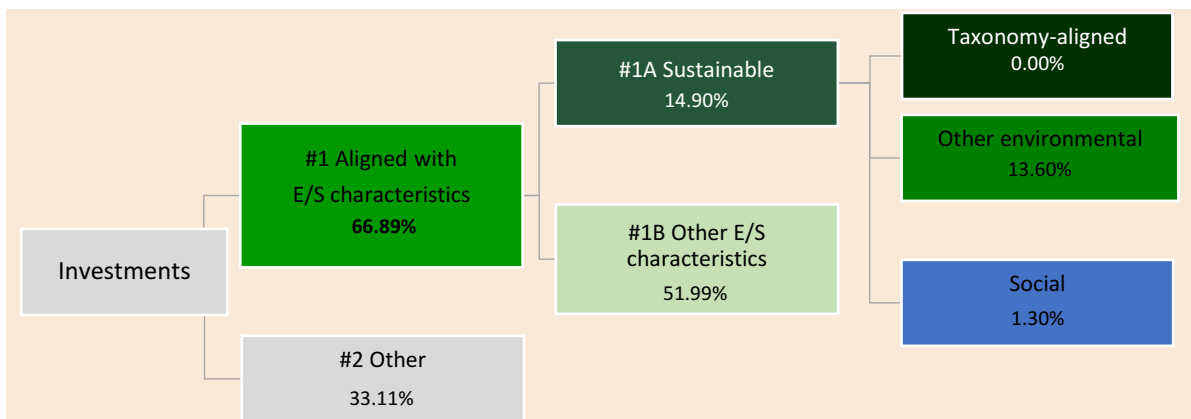 Investments
#1 Aligned with
E/S characteristics
66.89%
#2 Other
33.11%
#1A Sustainable
14.90%
#1B Other E/S
characteristics
51.99%
Taxonomy-aligned
0.00%
Other environmental
13.60%
Social
1.30%